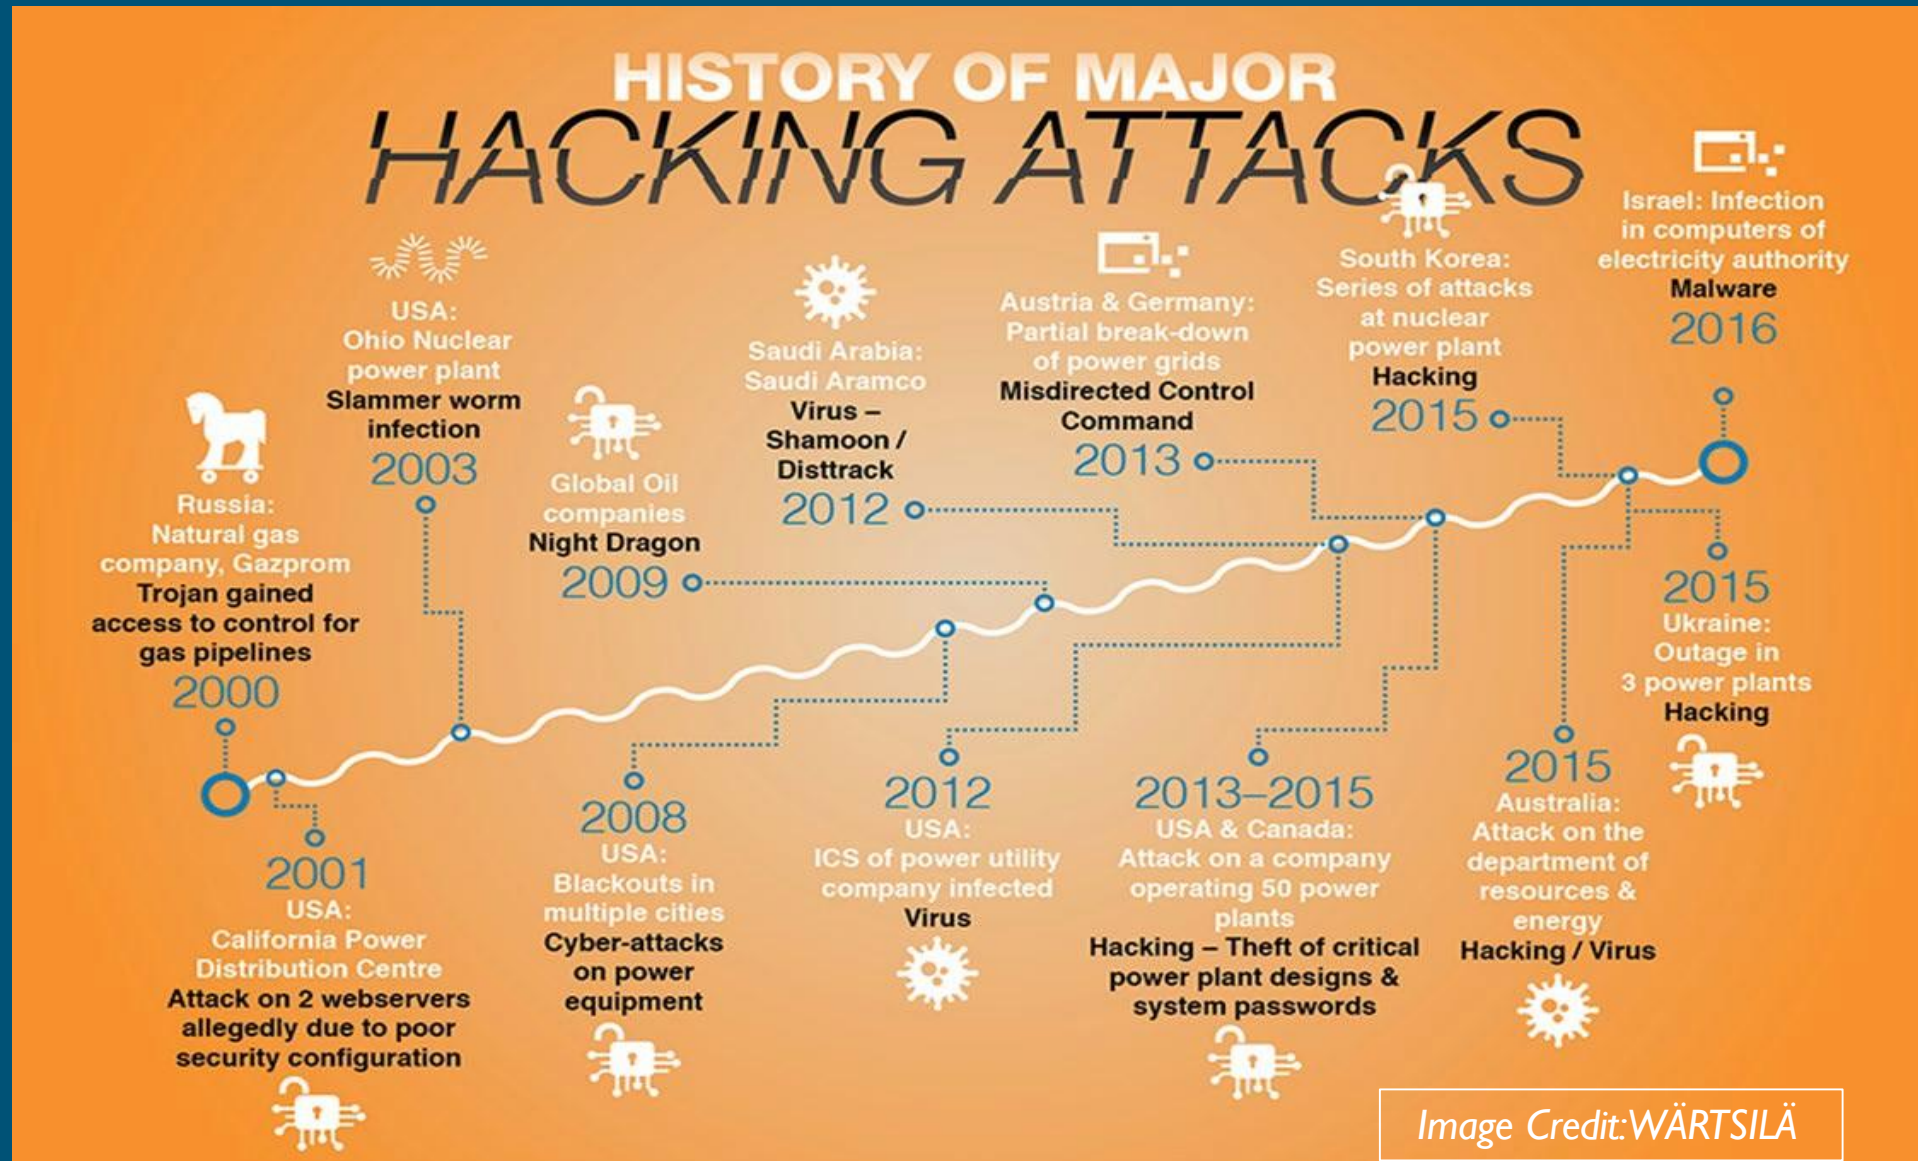 HISTORY OF MAJOR
HACKING ATTACKS
Russia:
Natural gas
company, Gazprom
Trojan gained
access to control for
gas pipelines
2000
2001
USA:
California Power
Distribution Centre
Attack on 2 webservers
allegedly due to poor
security configuration
USA:
Ohio Nuclear
power plant
Slammer worm
infection
2003
2008
USA:
Blackouts in
multiple cities
Cyber-attacks
on power
equipment
Global Oil
companies
Night Dragon
2009
Saudi Arabia:
Saudi Aramco
Virus –
Shamoon /
Disttrack
2012
2012
USA:
ICS of power utility
company infected
Virus
Austria & Germany:
Partial break-down
of power grids
Misdirected Control
Command
2013
2013–2015
USA & Canada:
Attack on a company
operating 50 power
plants
Hacking – Theft of critical
power plant designs &
system passwords
South Korea:
Series of attacks
at nuclear
power plant
Hacking
2015
2015
Australia:
Attack on the
department of
resources &
energy
Hacking / Virus
2015
Ukraine:
Outage in
3 power plants
Hacking
Israel: Infection
in computers of
electricity authority
Malware
2016
Image Credit:WÄRTSILÄ